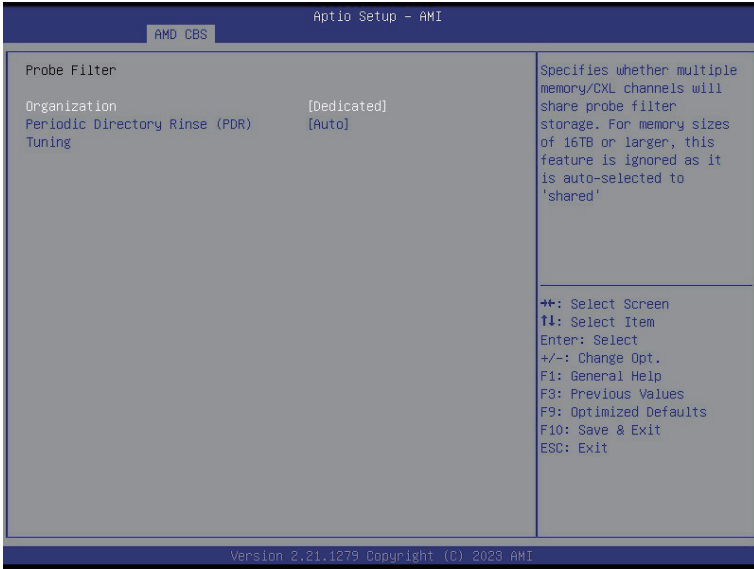 Aptio Setup – AMI
AMD CBS
Probe Filter
Organization [Dedicated]
Periodic Directory Rinse (PDR) [Auto]
Tuning
Specifies whether multiple
memory/CXL channels will
share probe filter
storage. For memory sizes
of 16TB or larger, this
feature is ignored as it
is auto-selected to
'shared'
→←: Select Screen
↑↓: Select Item
Enter: Select
+/-: Change Opt.
F1: General Help
F3: Previous Values
F9: Optimized Defaults
F10: Save & Exit
ESC: Exit
Version 2.21.1279 Copyright (C) 2023 AMI